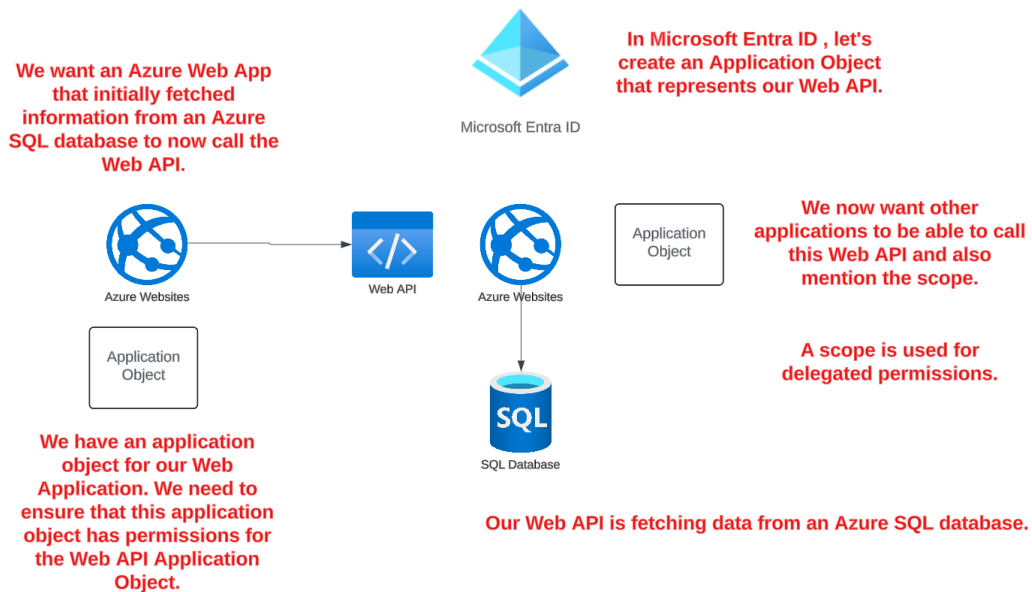 We want an Azure Web App
that initially fetched
information from an Azure
SQL database to now call the
Web API.
Microsoft Entra ID
In Microsoft Entra ID , let's
create an Application Object
that represents our Web API.
Azure Websites
Web API
Azure Websites
Application
Object
We now want other
applications to be able to call
this Web API and also
mention the scope.
A scope is used for
delegated permissions.
Application
Object
We have an application
object for our Web
Application. We need to
ensure that this application
object has permissions for
the Web API Application
Object.
SQL
SQL Database
Our Web API is fetching data from an Azure SQL database.